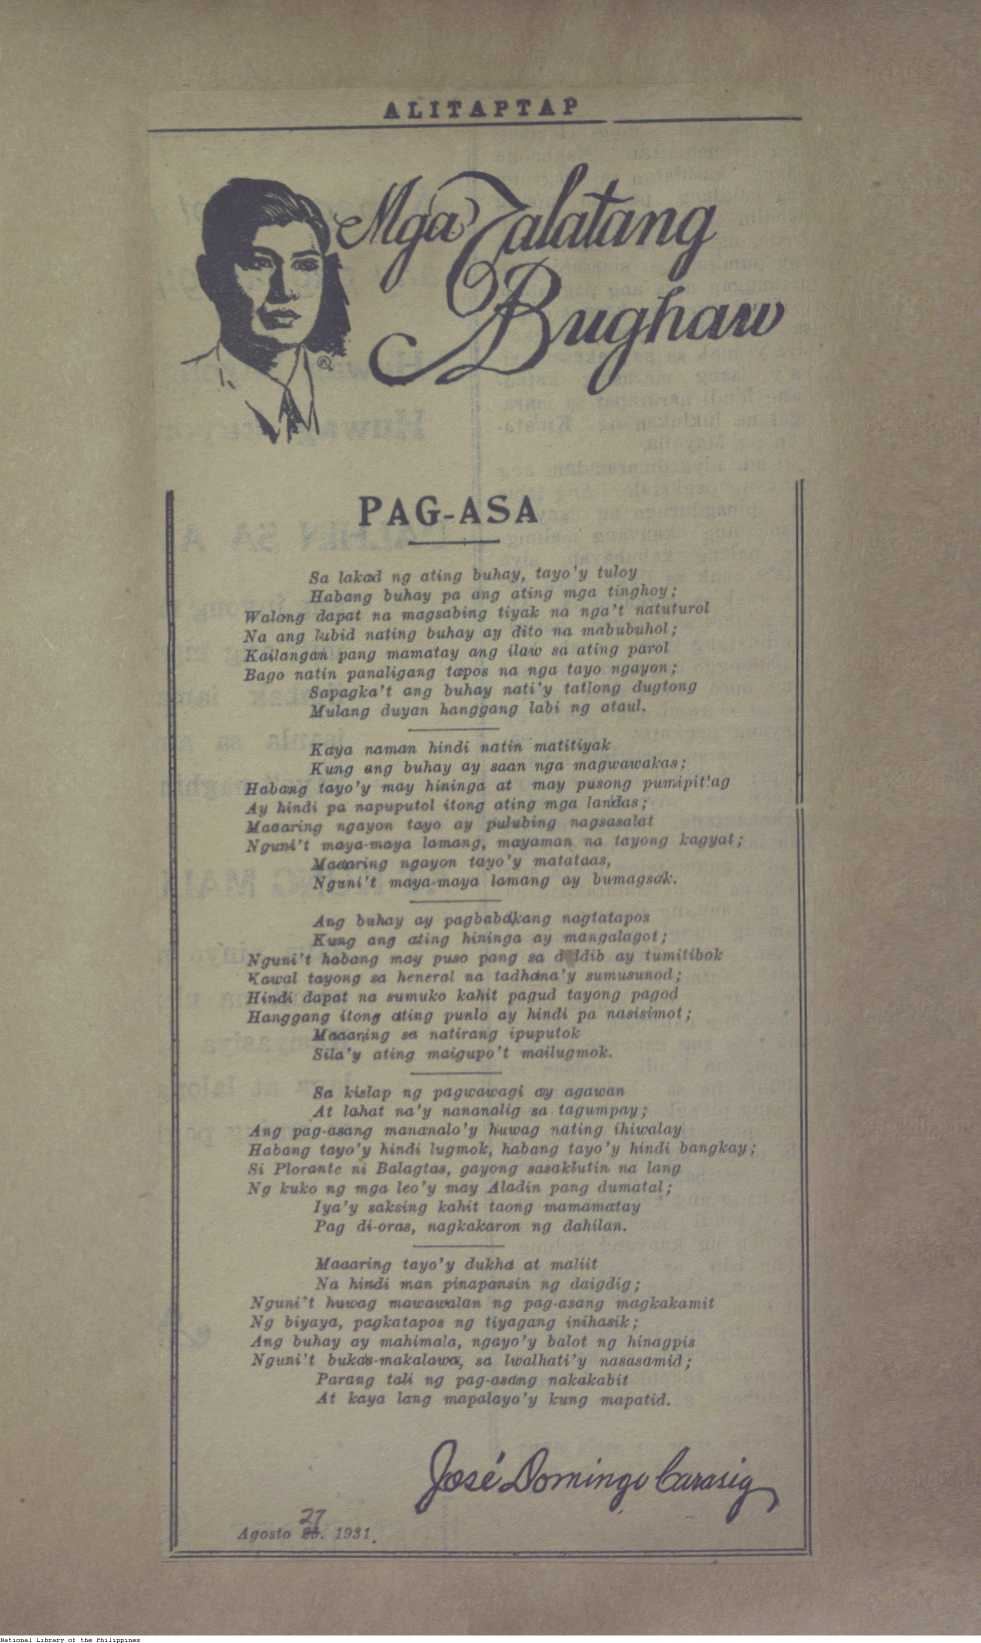 ALITAPTAP
Mga Talatang
Bughaw
PAG-ASA
Sa lakad ng ating buhay, tayo'y tuloy
Habang buhay pa ang ating mga tinghoy;
Walang dapat na magsabing tiyak na nga't natuturol
Na ang lubid nating buhay ay dito na mabubuhol;
Kailangan pang mamatay ang ilaw sa ating parol
Bago natin panaligang tapos na nga tayo ngayon;
Sapagka't ang buhay nati'y tatlong dugtong
Mulang duyan hanggang labi ng ataul.
Kaya naman hindi natin matitiyak
Kung ang buhay ay saan nga magwawakas;
Habang tayo'y may hininga at may pusong pumipitlag
Ay hindi pa napuputol itong ating mga landas;
Maaaring ngayon tayo ay pulubing nagsasalat
Nguni't maya-maya lamang, mayaman na tayong kagyat;
Maaaring ngayon tayo'y matataas,
Nguni't maya-maya lamang ay bumagsak.
Ang buhay ay pagbabakang nagtatapos
Kung ang ating hininga ay mangalagot;
Nguni't habang may puso pang sa dibdib ay tumitibok
Kawal tayong sa heneral na tadhana'y sumusunod;
Hindi dapat na sumuko kahit pagud tayong pagod
Hanggang itong ating punlo ay hindi pa nasisimot;
Maaaring sa natirang ipuputok
Sila'y ating maigupo't mailugmok.
Sa kislap ng pagwawagi ay agawan
At lahat na'y nananalig sa tagumpay;
Ang pag-asang mananalo'y huwag nating ihiwalay
Habang tayo'y hindi lugmok, habang tayo'y hindi bangkay;
Si Plorante ni Balagtas, gayong sasaklutin na lang
Ng kuko ng mga leo'y may Aladin pang dumatal;
Iya'y saksing kahit taong mamamatay
Pag di-oras, nagkakaron ng dahilan.
Maaaring tayo'y dukha at maliit
Na hindi man pinapansin ng daigdig;
Nguni't huwag mawawalan ng pag-asang magkakamit
Ng biyaya, pagkatapos ng tiyagang inihasik;
Ang buhay ay mahimala, ngayo'y balot ng hinagpis
Nguni't bukas-makalawa, sa lwalhati'y nasasamid;
Parang tali ng pag-asang nakakabit
At kaya lang mapalayo'y kung mapatid.
José Domingo Carasig
27
Agosto 1931.
National Library of the Philippines